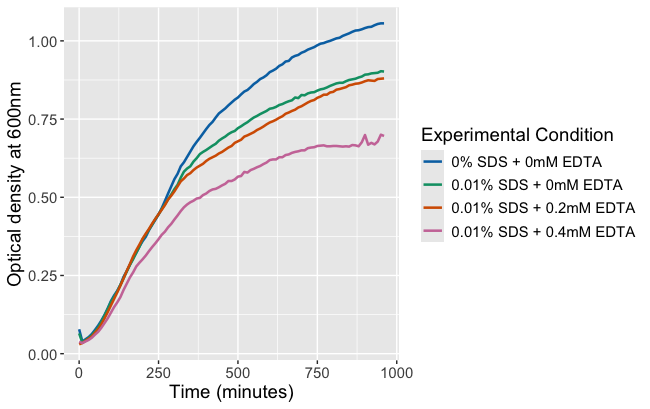 1.00
0.75
0.50
0.25
0.00
Optical density at 600nm
0 250 500 750 1000
Time (minutes)
Experimental Condition
0% SDS + 0mM EDTA
0.01% SDS + 0mM EDTA
0.01% SDS + 0.2mM EDTA
0.01% SDS + 0.4mM EDTA